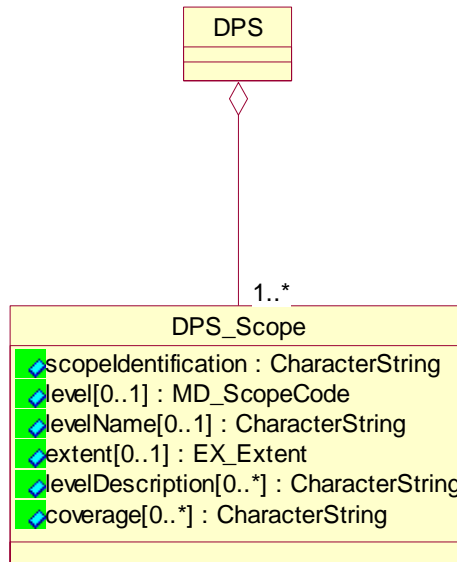 DPS
1..*
DPS_Scope
scopeIdentification : CharacterString
level[0..1] : MD_ScopeCode
levelName[0..1] : CharacterString
extent[0..1] : EX_Extent
levelDescription[0..*] : CharacterString
coverage[0..*] : CharacterString